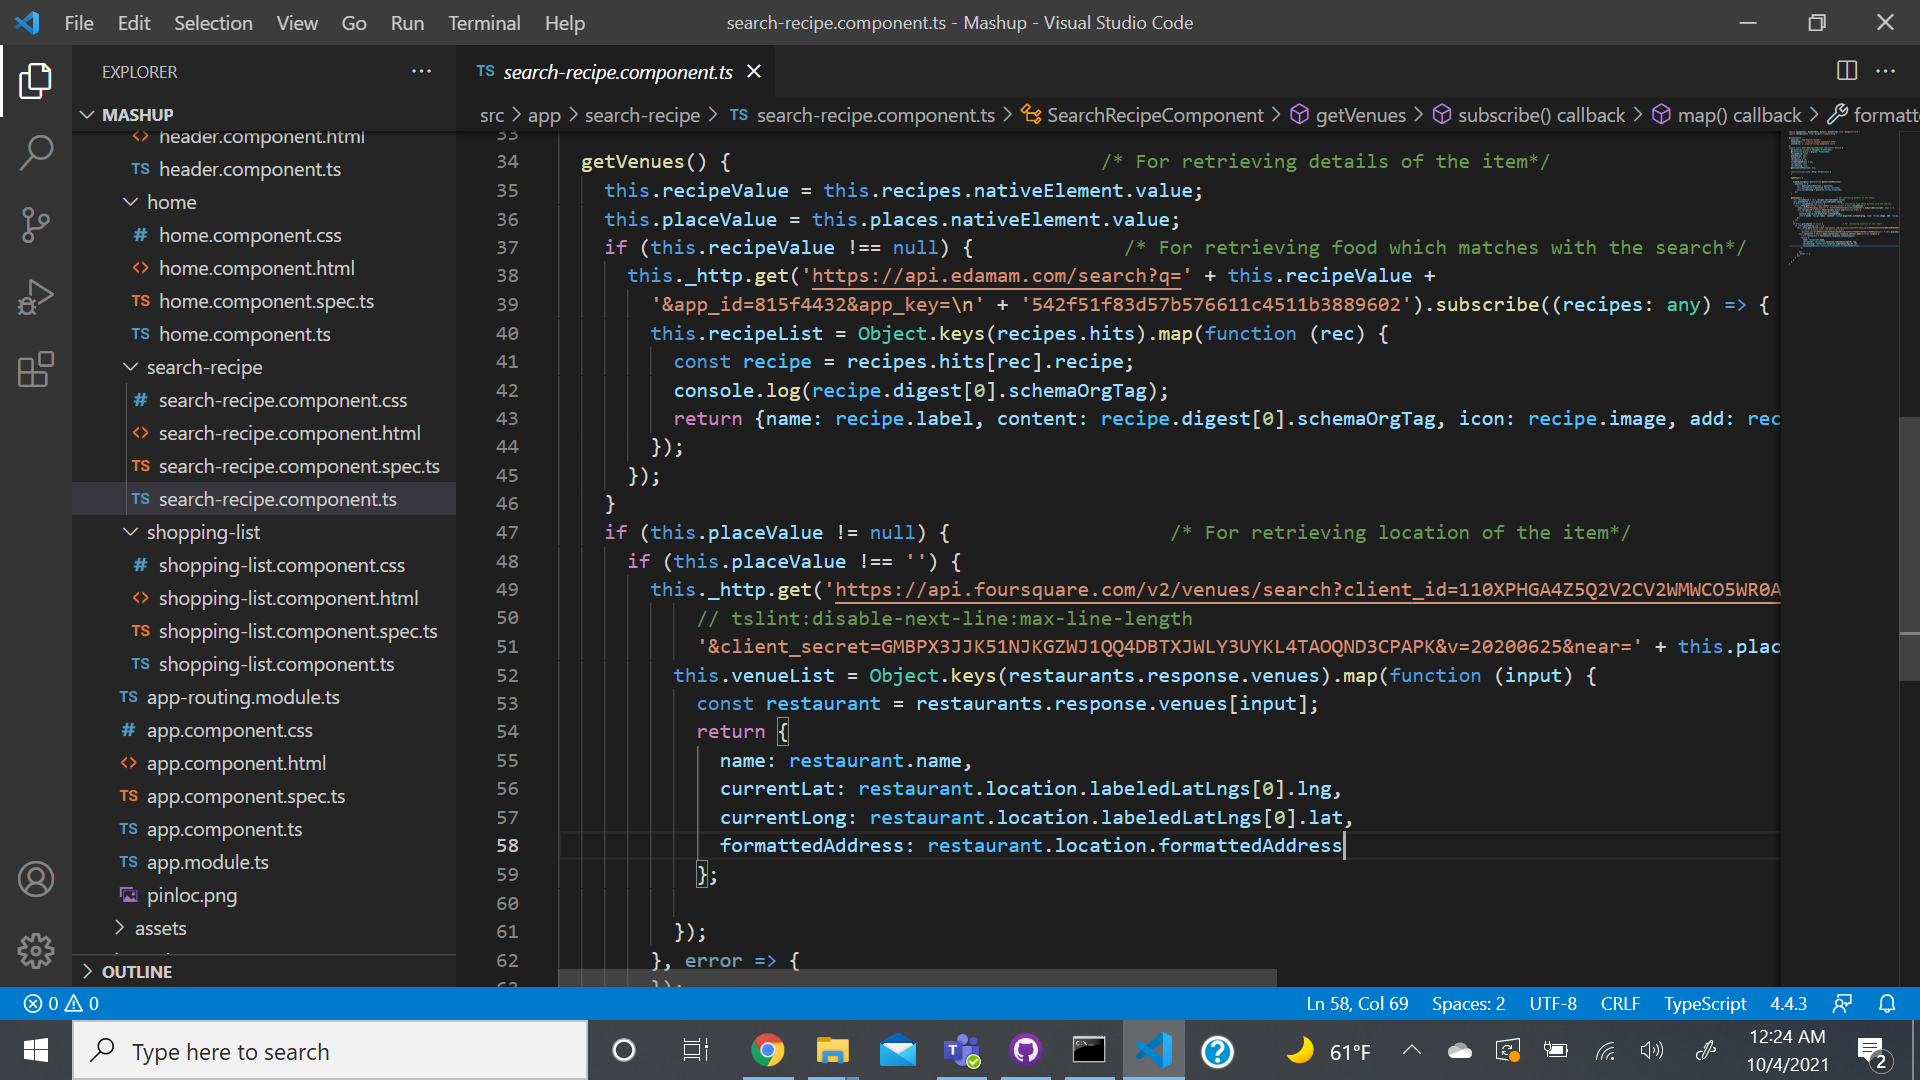 File Edit Selection View Go Run Terminal Help
search-recipe.component.ts - Mashup - Visual Studio Code
EXPLORER
MASHUP
header.component.html
TS header.component.ts
home
# home.component.css
<> home.component.html
TS home.component.spec.ts
TS home.component.ts
search-recipe
# search-recipe.component.css
<> search-recipe.component.html
TS search-recipe.component.spec.ts
TS search-recipe.component.ts
shopping-list
# shopping-list.component.css
<> shopping-list.component.html
TS shopping-list.component.spec.ts
TS shopping-list.component.ts
TS app-routing.module.ts
# app.component.css
<> app.component.html
TS app.component.spec.ts
TS app.component.ts
TS app.module.ts
pinloc.png
assets
OUTLINE
TS search-recipe.component.ts
src > app > search-recipe > TS search-recipe.component.ts > SearchRecipeComponent > getVenues > subscribe() callback > map() callback > formatt
33
34 getVenues() { /* For retrieving details of the item*/
35 this.recipeValue = this.recipes.nativeElement.value;
36 this.placeValue = this.places.nativeElement.value;
37 if (this.recipeValue !== null) { /* For retrieving food which matches with the search*/
38 this._http.get('https://api.edamam.com/search?q=' + this.recipeValue +
39 '&app_id=815f4432&app_key=\n' + '542f51f83d57b576611c4511b3889602').subscribe((recipes: any) => {
40 this.recipeList = Object.keys(recipes.hits).map(function (rec) {
41 const recipe = recipes.hits[rec].recipe;
42 console.log(recipe.digest[0].schemaOrgTag);
43 return {name: recipe.label, content: recipe.digest[0].schemaOrgTag, icon: recipe.image, add: rec
44 });
45 });
46 }
47 if (this.placeValue != null) { /* For retrieving location of the item*/
48 if (this.placeValue !== '') {
49 this._http.get('https://api.foursquare.com/v2/venues/search?client_id=110XPHGA4Z5Q2V2CV2WMWCO5WR0A
50 // tslint:disable-next-line:max-line-length
51 '&client_secret=GMBPX3JJK51NJKGZWJ1QQ4DBTXJWLY3UYKL4TAOQND3CPAPK&v=20200625&near=' + this.plac
52 this.venueList = Object.keys(restaurants.response.venues).map(function (input) {
53 const restaurant = restaurants.response.venues[input];
54 return {
55 name: restaurant.name,
56 currentLat: restaurant.location.labeledLatLngs[0].lng,
57 currentLong: restaurant.location.labeledLatLngs[0].lat,
58 formattedAddress: restaurant.location.formattedAddress
59 };
60
61 });
62 }, error => {
0 0
Ln 58, Col 69 Spaces: 2 UTF-8 CRLF TypeScript 4.4.3
Type here to search
61°F
12:24 AM
10/4/2021
2